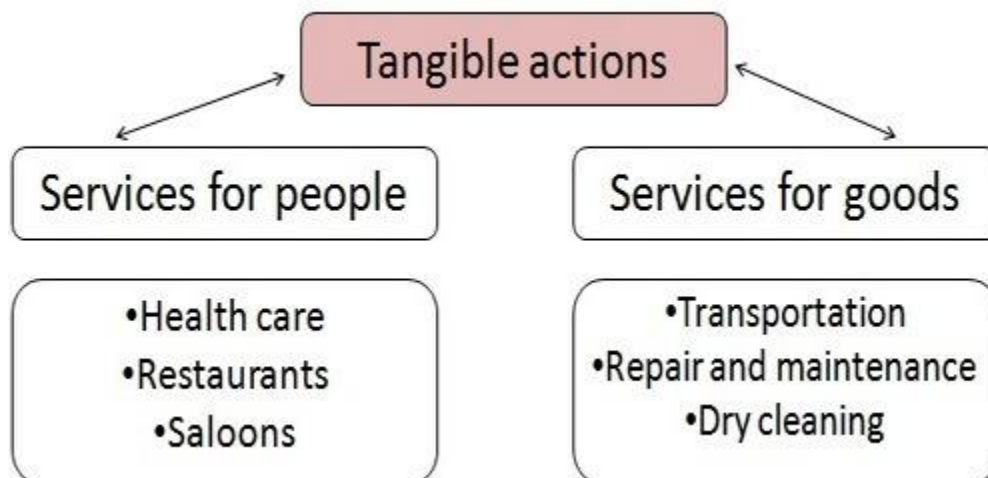 Tangible actions
Services for people
Services for goods
•Health care
•Restaurants
•Saloons
•Transportation
•Repair and maintenance
•Dry cleaning